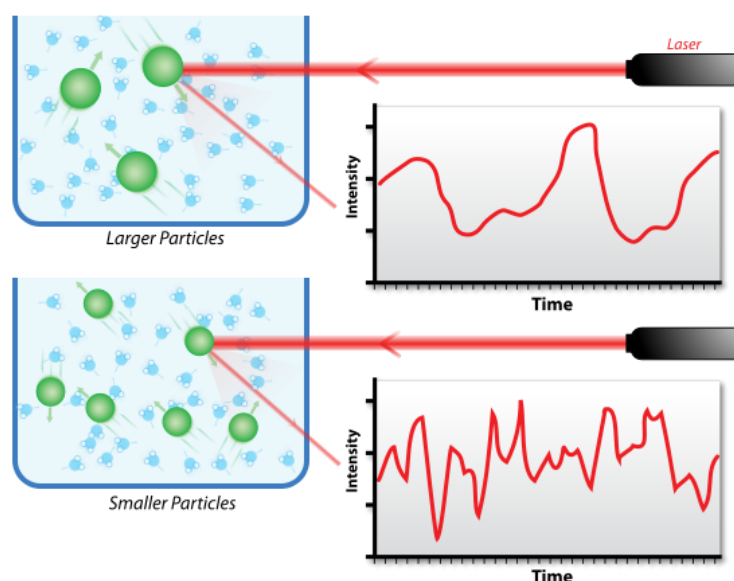 Laser
Intensity
Time
Larger Particles
Intensity
Time
Smaller Particles